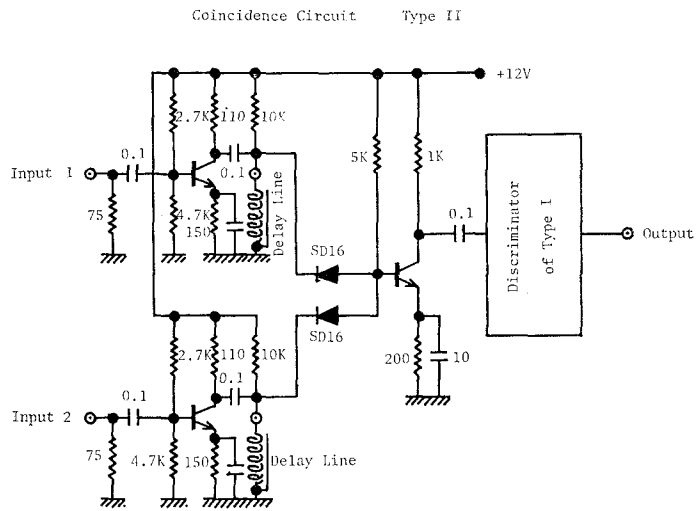 Coincidence Circuit Type II
+12V
2.7K 110 10K
5K 1K
0.1
Input 1
0.1
0.1
75
4.7K
150
Delay Line
SD16
SD16
0.1
Discriminator
of Type I
Output
2.7K 110 10K
200 10
0.1
0.1
Input 2
75 4.7K 150 Delay Line